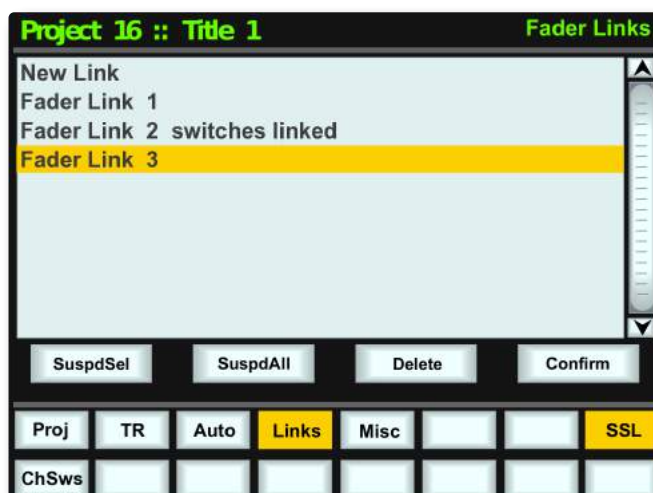 Project 16 :: Title 1 Fader Links
New Link
Fader Link 1
Fader Link 2 switches linked
Fader Link 3
SuspdSel SuspdAll Delete Confirm
Proj TR Auto Links Misc SSL
ChSws